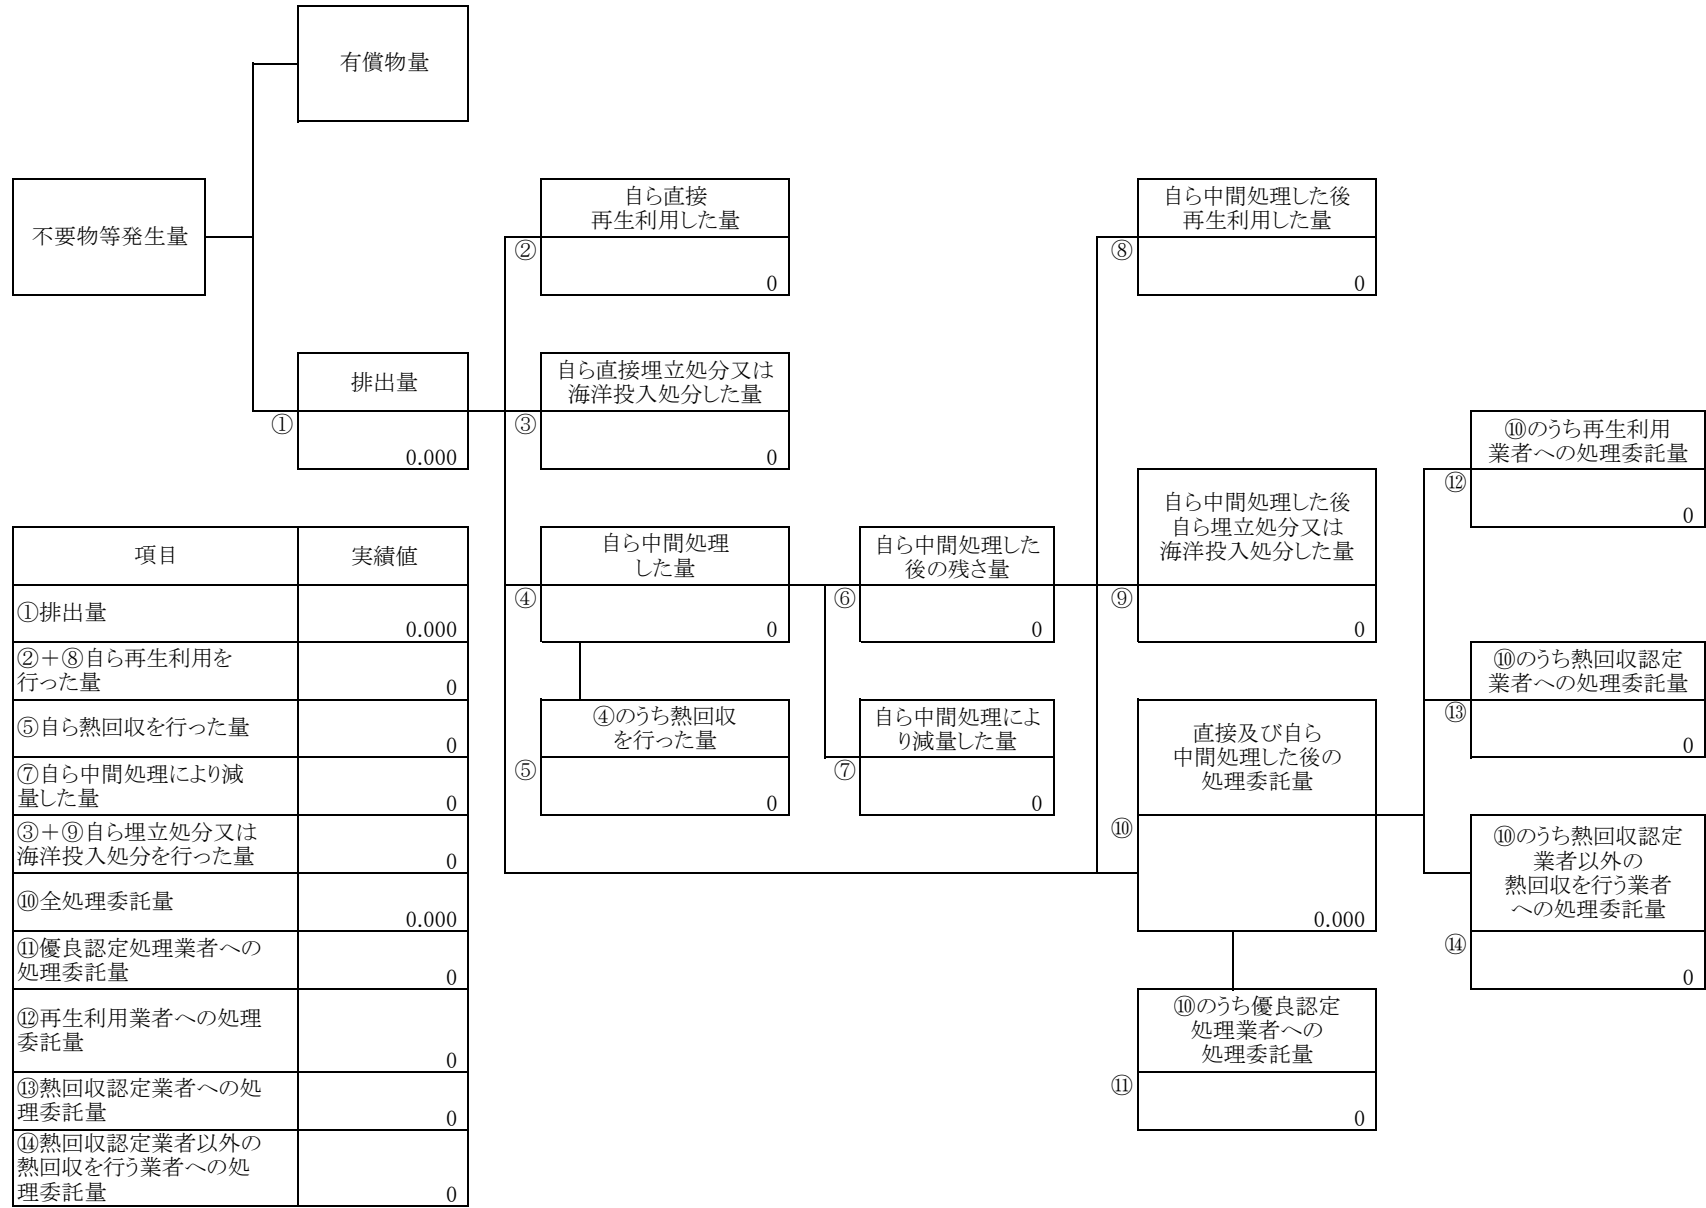 有償物量
不要物等発生量
自ら直接
再生利用した量
②
0
自ら中間処理した後
再生利用した量
⑧
0
排出量
①
0.000
自ら直接埋立処分又は
海洋投入処分した量
③
0
⑩のうち再生利用
業者への処理委託量
⑫
0
自ら中間処理
した量
④
0
自ら中間処理した
後の残さ量
⑥
0
自ら中間処理した後
自ら埋立処分又は
海洋投入処分した量
⑨
0
⑩のうち熱回収認定
業者への処理委託量
⑬
0
④のうち熱回収
を行った量
⑤
0
自ら中間処理によ
り減量した量
⑦
0
直接及び自ら
中間処理した後の
処理委託量
⑩
0.000
⑩のうち熱回収認定
業者以外の
熱回収を行う業者
への処理委託量
⑭
0
⑩のうち優良認定
処理業者への
処理委託量
⑪
0
項目 実績値
①排出量
0.000
②＋⑧自ら再生利用を
行った量 0
⑤自ら熱回収を行った量
0
⑦自ら中間処理により減
量した量 0
③＋⑨自ら埋立処分又は
海洋投入処分を行った量 0
⑩全処理委託量
0.000
⑪優良認定処理業者への
処理委託量 0
⑫再生利用業者への処理
委託量
0
⑬熱回収認定業者への処
理委託量 0
⑭熱回収認定業者以外の
熱回収を行う業者への処
理委託量 0